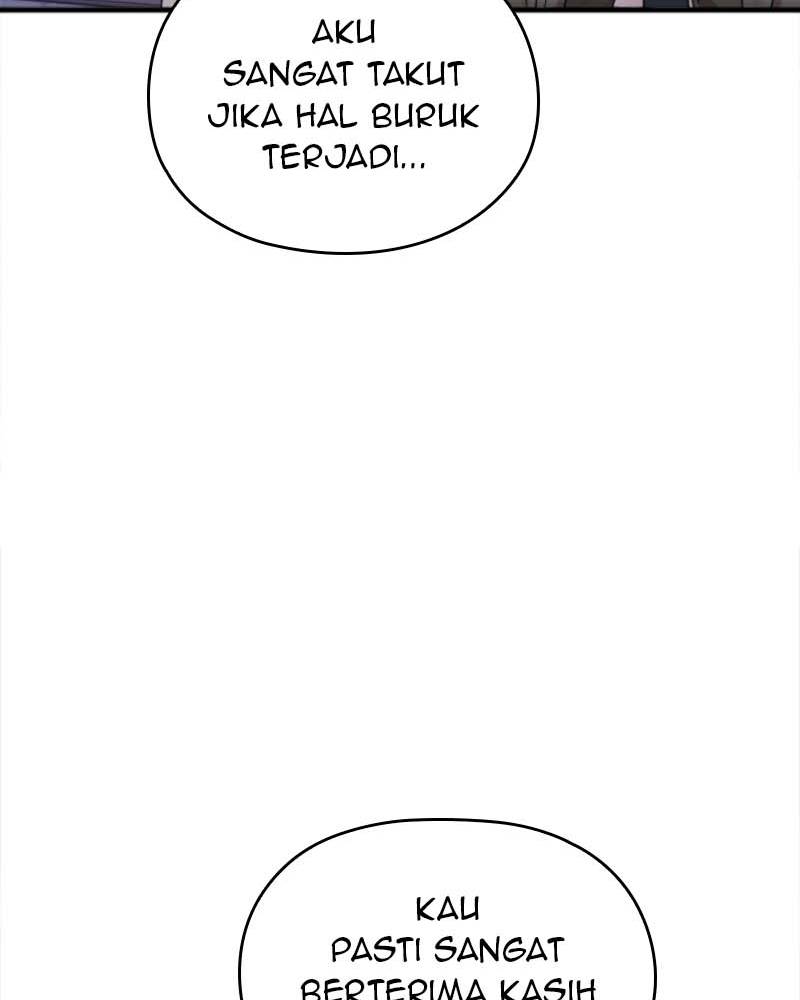 AKU
SANGAT TAKUT
JIKA HAL BURUK
TERJADI...
KAU
PASTI SANGAT
BERTERIMA KASIH